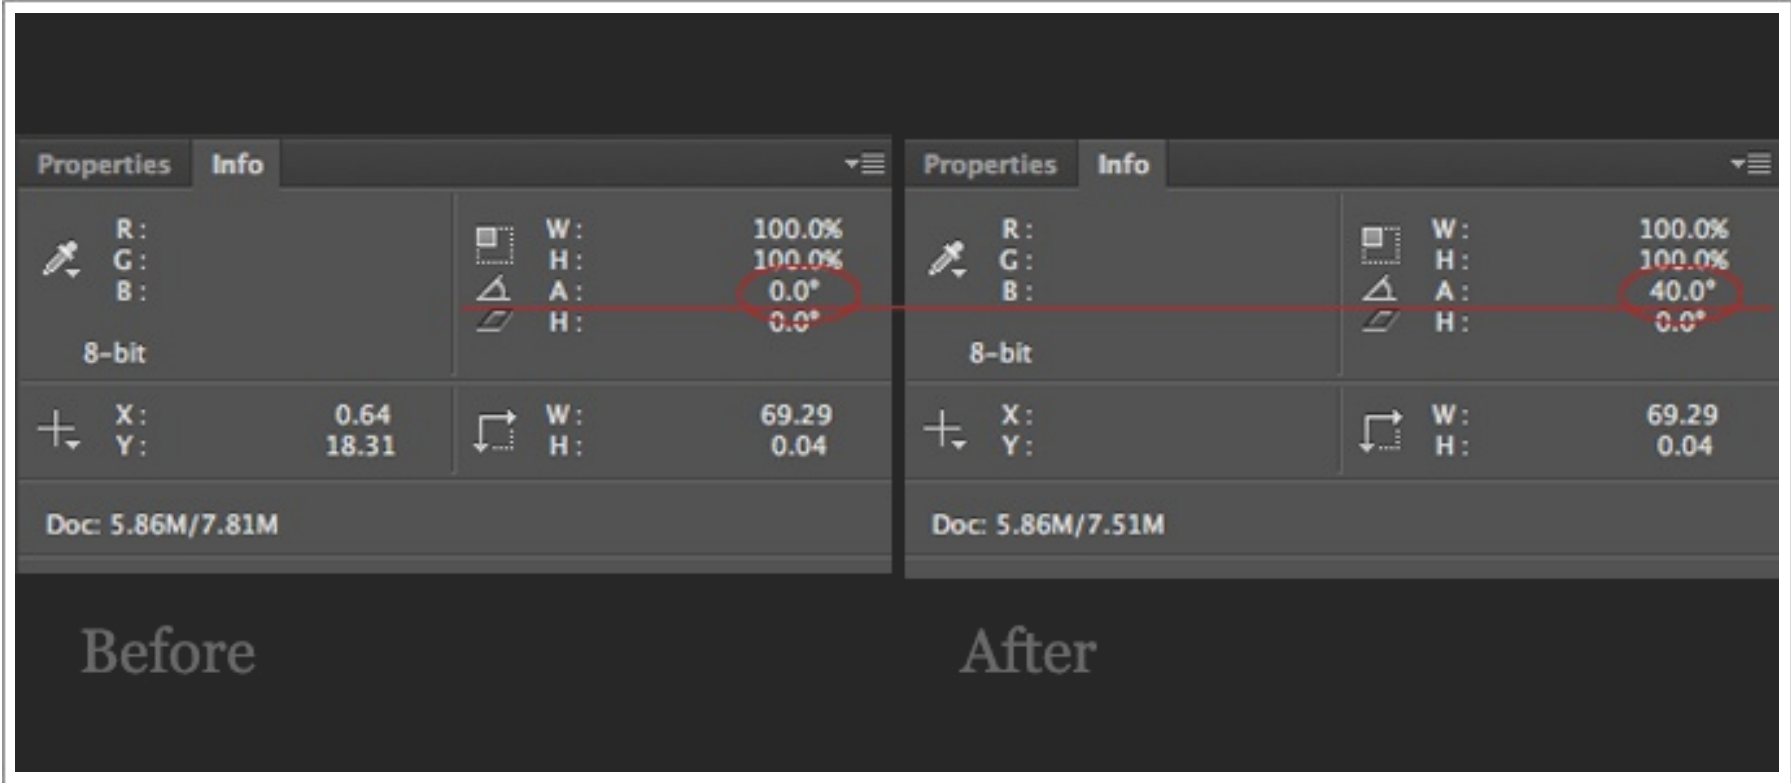 Properties Info
R :
G :
B :
8-bit
W : 100.0%
H : 100.0%
A : 0.0°
H : 0.0°
X : 0.64
Y : 18.31
W : 69.29
H : 0.04
Doc: 5.86M/7.81M
Before
Properties Info
R :
G :
B :
8-bit
W : 100.0%
H : 100.0%
A : 40.0°
H : 0.0°
X :
Y :
W : 69.29
H : 0.04
Doc: 5.86M/7.51M
After